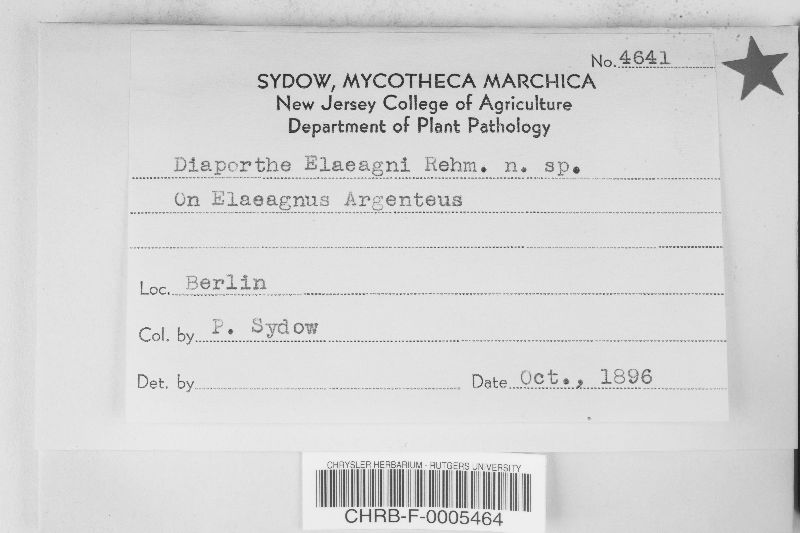 No. 4641
SYDOW, MYCOTHECA MARCHICA
New Jersey College of Agriculture
Department of Plant Pathology
Diaporthe Elaeagni Rehm. n. sp.
On Elaeagnus Argenteus
Loc. Berlin
Col. by P. Sydow
Det. by
Date Oct., 1896
CHRYSLER HERBARIUM - RUTGERS UNIVERSITY
CHRB-F-0005464